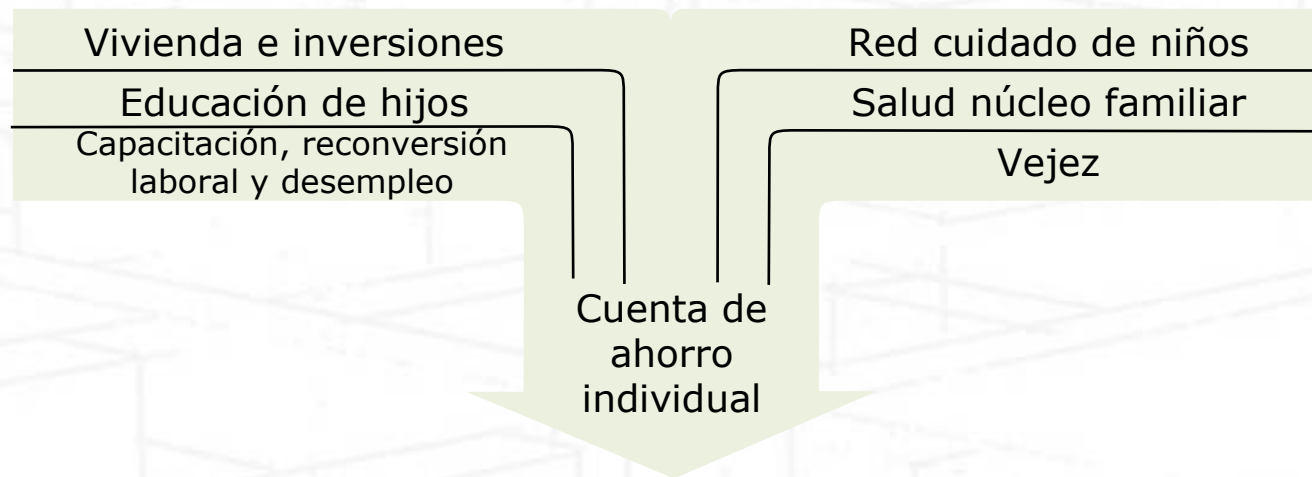 Vivienda e inversiones
Educación de hijos
Capacitación, reconversión
laboral y desempleo
Red cuidado de niños
Salud núcleo familiar
Vejez
Cuenta de
ahorro
individual